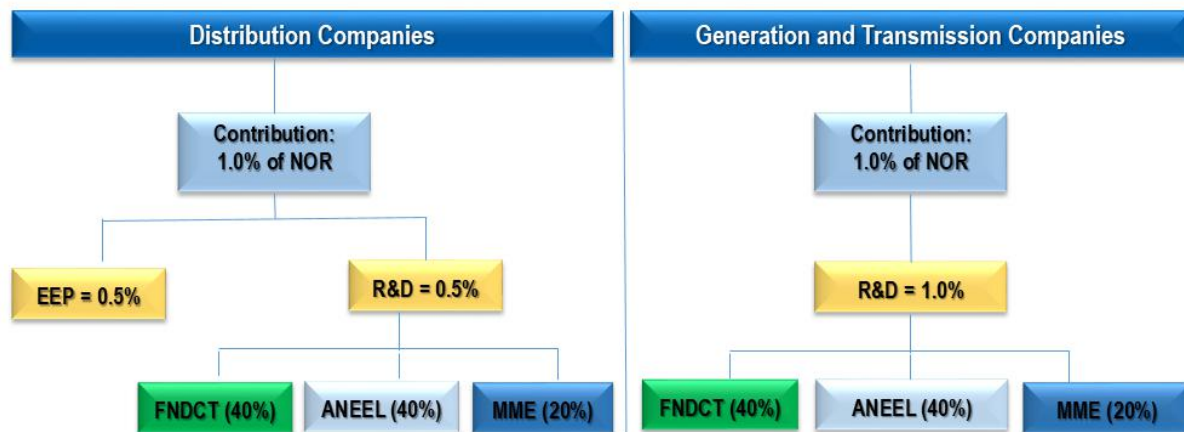 Distribution Companies
Generation and Transmission Companies
Contribution:
1.0% of NOR
Contribution:
1.0% of NOR
EEP = 0.5%
R&D = 0.5%
R&D = 1.0%
FNDCT (40%)
ANEEL (40%)
MME (20%)
FNDCT (40%)
ANEEL (40%)
MME (20%)